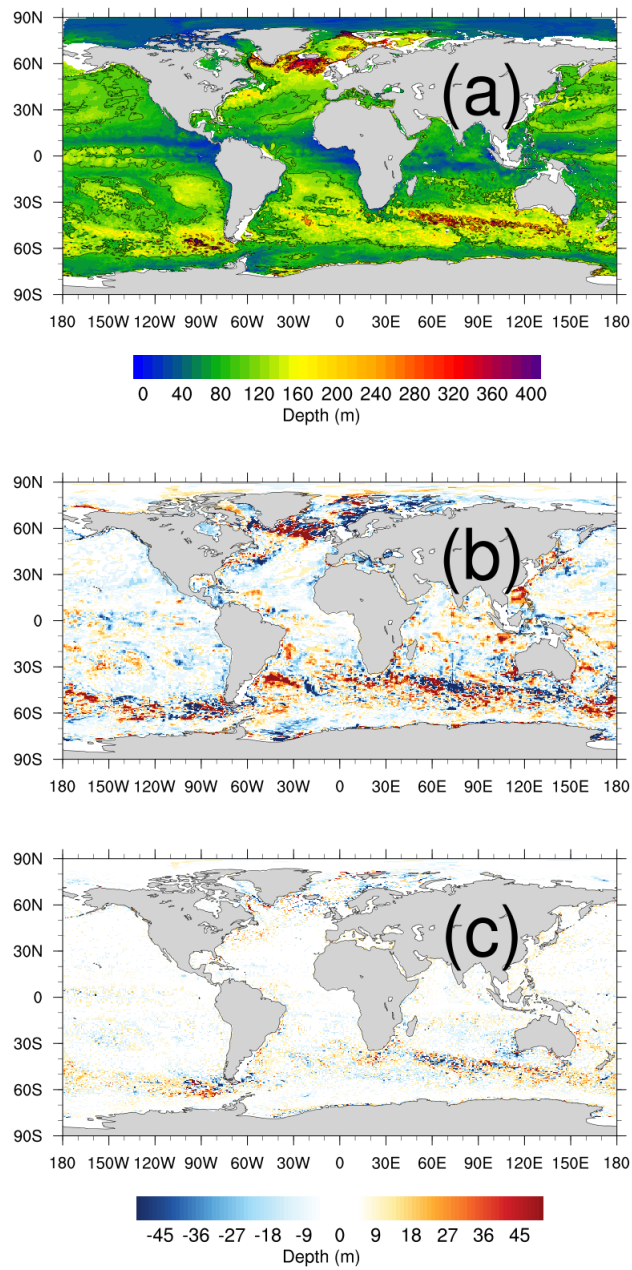 90N
60N
30N
0
30S
60S
90S
(a)
180 150W 120W 90W 60W 30W 0 30E 60E 90E 120E 150E 180
0 40 80 120 160 200 240 280 320 360 400
Depth (m)
90N
60N
30N
0
30S
60S
90S
(b)
180 150W 120W 90W 60W 30W 0 30E 60E 90E 120E 150E 180
90N
60N
30N
0
30S
60S
90S
(c)
180 150W 120W 90W 60W 30W 0 30E 60E 90E 120E 150E 180
-45 -36 -27 -18 -9 0 9 18 27 36 45
Depth (m)